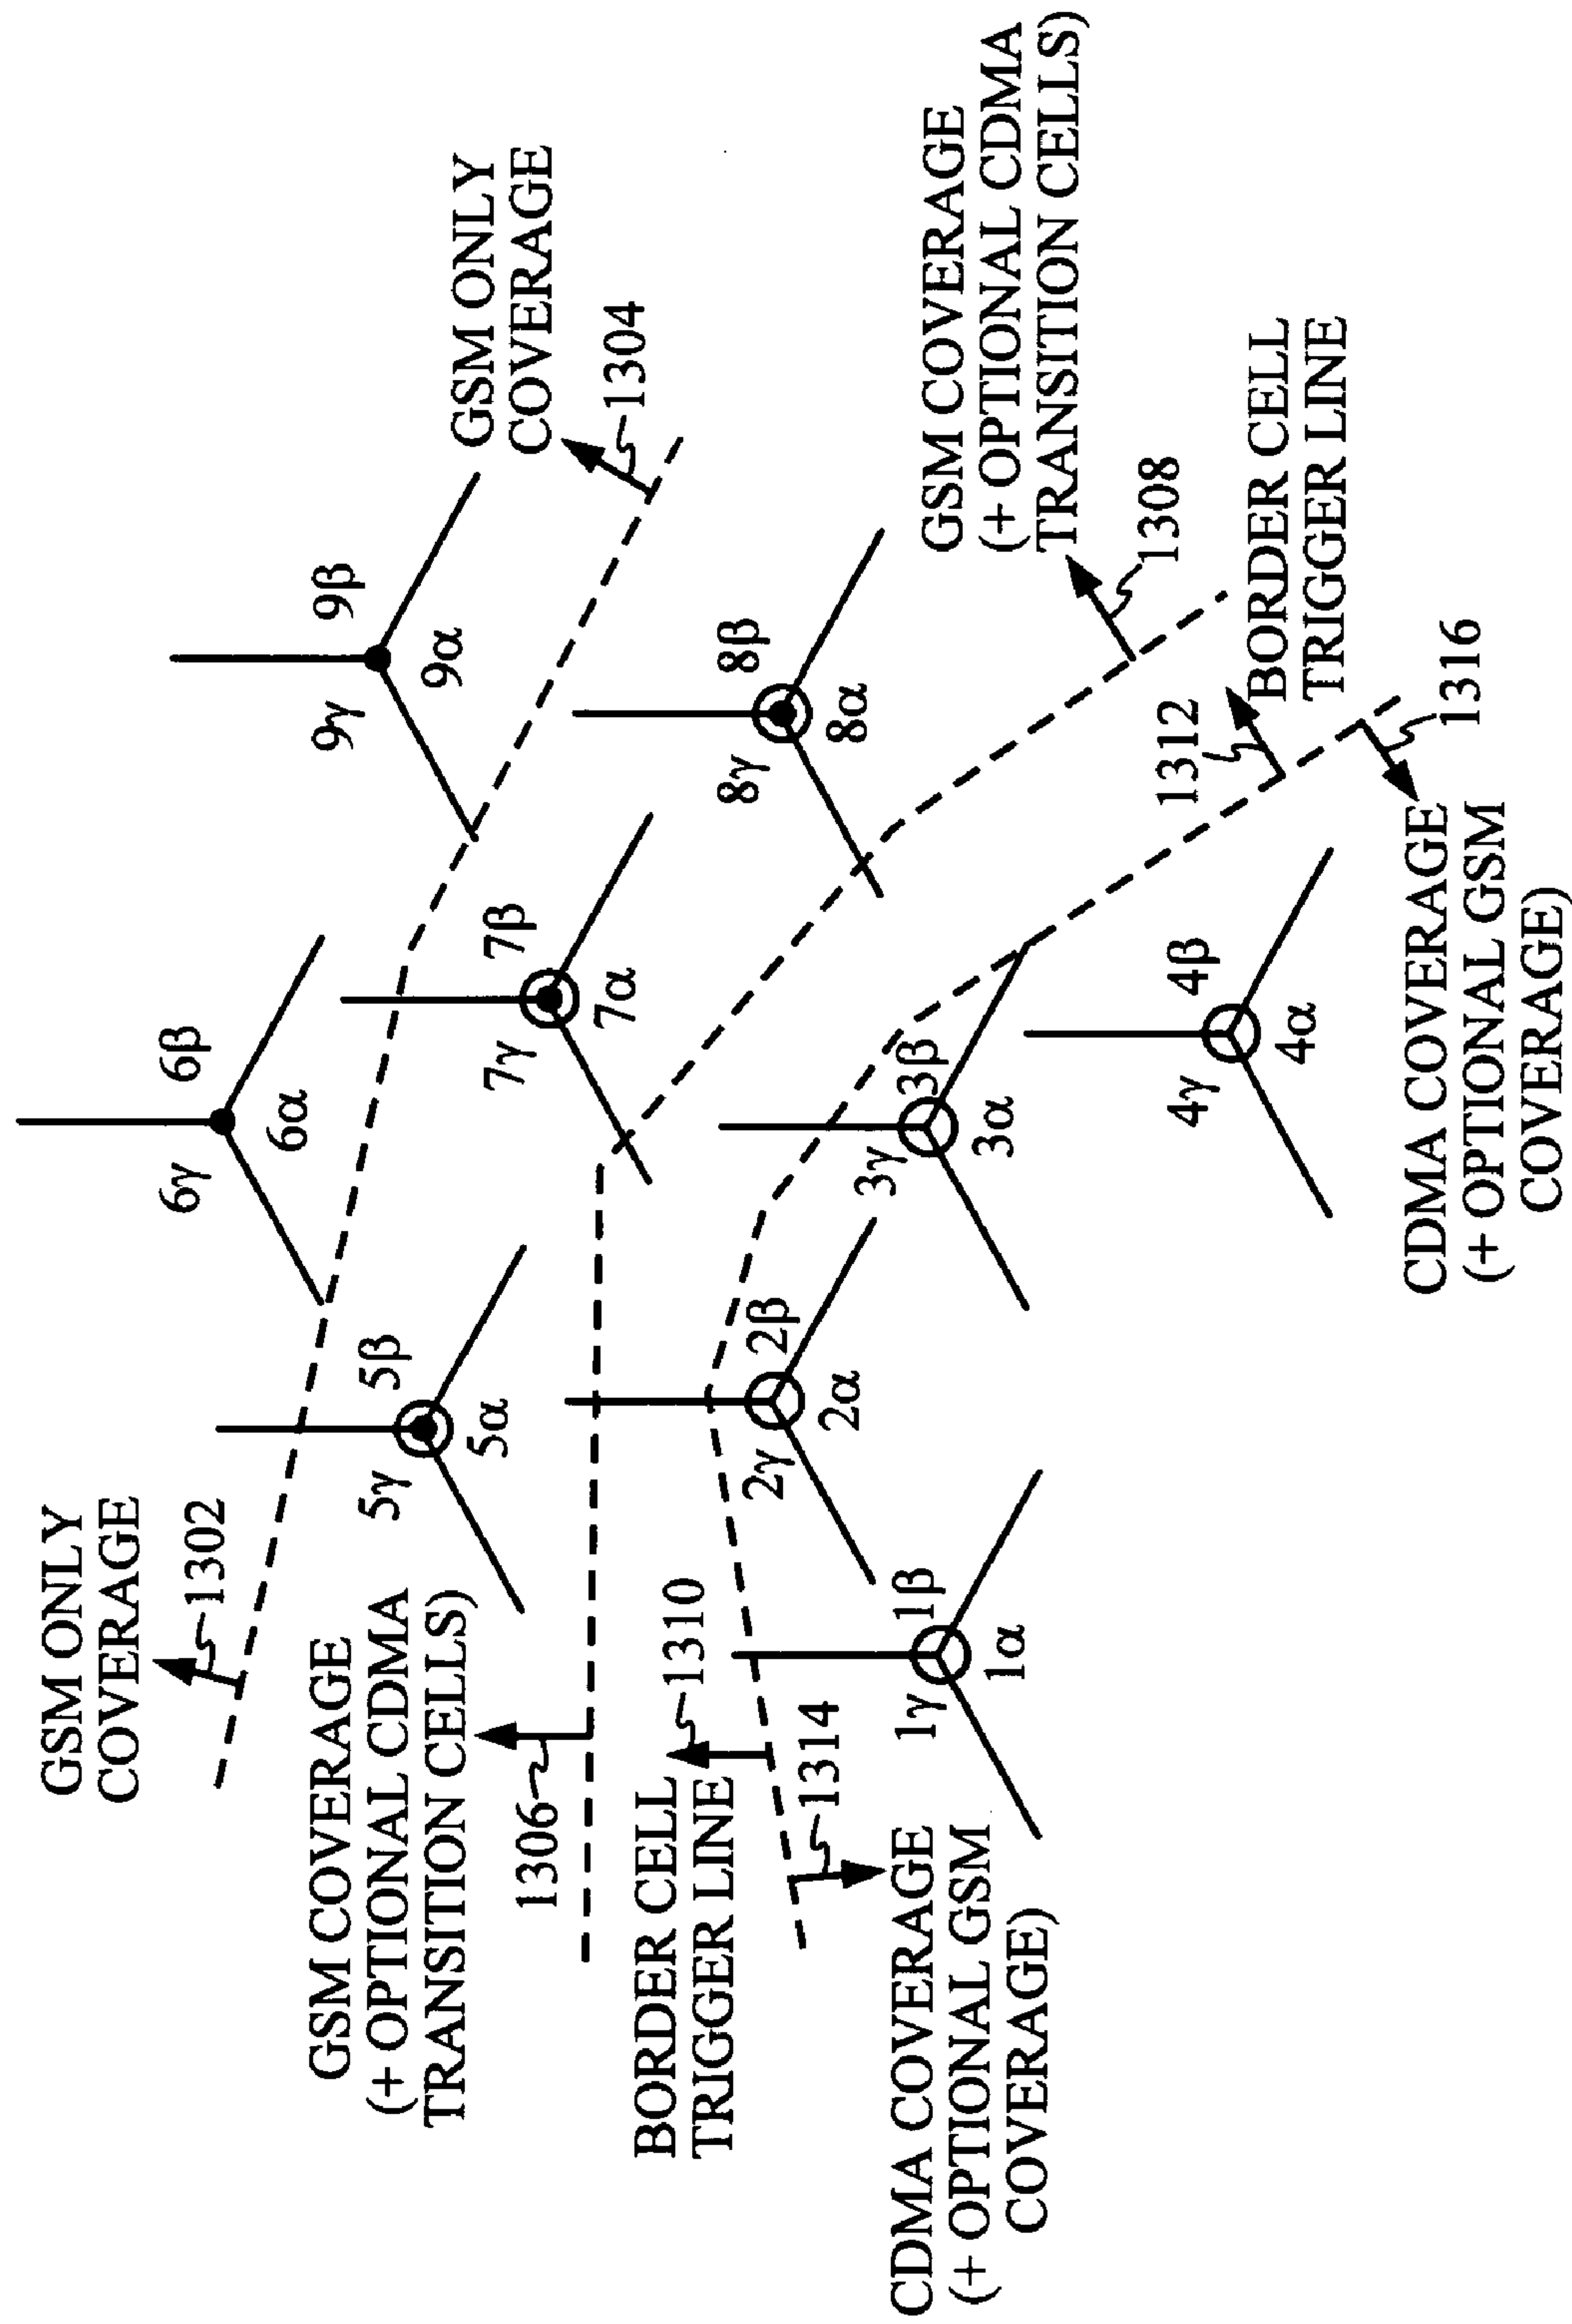 GSM ONLY
COVERAGE
1302
GSM COVERAGE
(+ OPTIONAL CDMA
TRANSITION CELLS)
1306
BORDER CELL
TRIGGER LINE
1310
1314
CDMA COVERAGE
(+ OPTIONAL GSM
COVERAGE)
1γ
1β
1α
2γ
2β
2α
3γ
3β
3α
4γ
4β
4α
5γ
5β
5α
6γ
6β
6α
7γ
7β
7α
8γ
8β
8α
9γ
9β
9α
GSM ONLY
COVERAGE
1304
GSM COVERAGE
(+ OPTIONAL CDMA
TRANSITION CELLS)
1308
BORDER CELL
TRIGGER LINE
1312
1316
CDMA COVERAGE
(+ OPTIONAL GSM
COVERAGE)